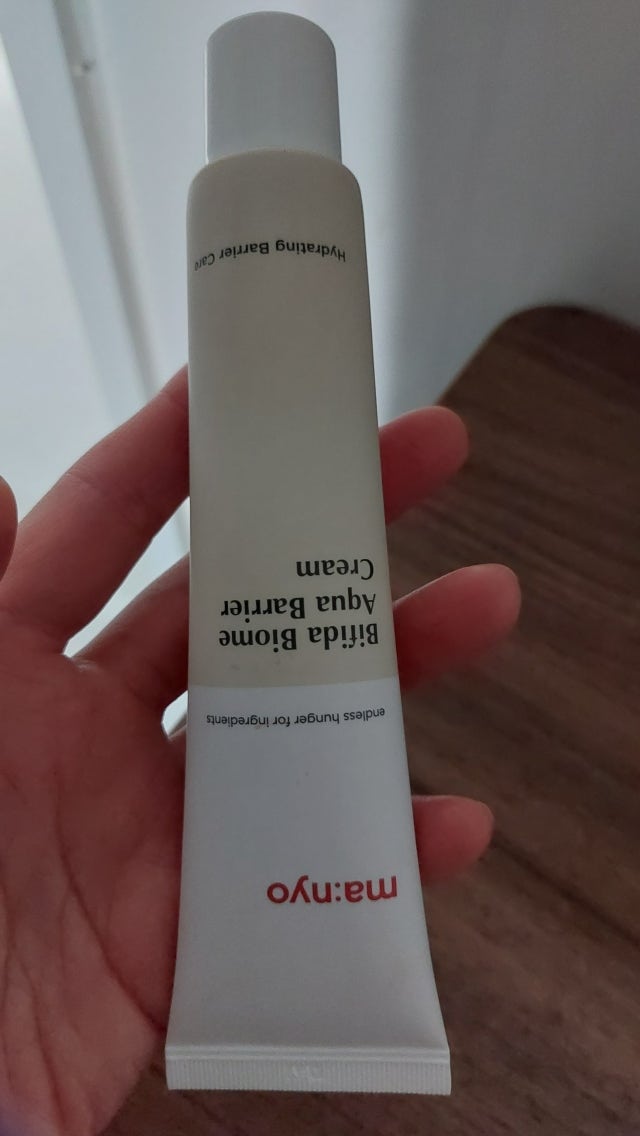 ma:nyo
endless hunger for ingredients
Bifida Biome
Aqua Barrier
Cream
Hydrating Barrier Care